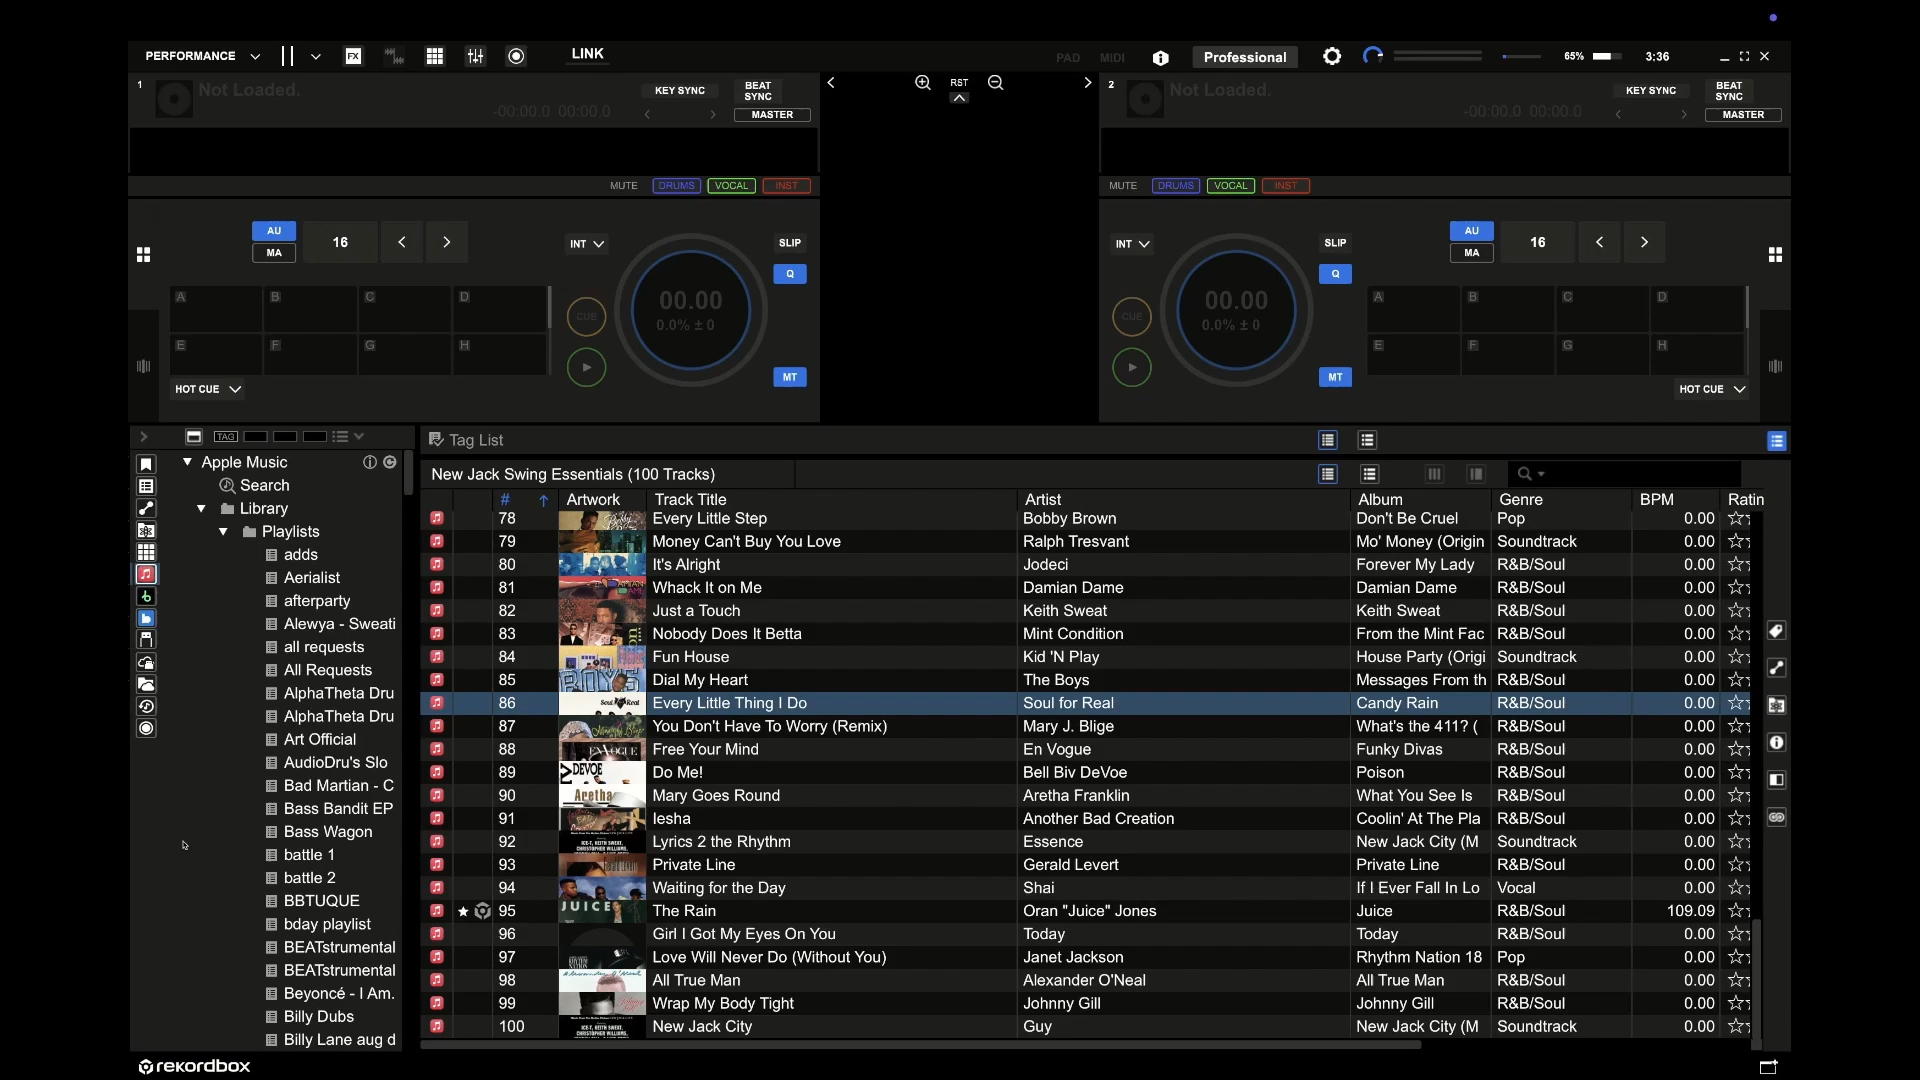 PERFORMANCE FX LINK PAD MIDI Professional 65% 3:36
1 Not Loaded. -00:00.0 00:00.0 KEY SYNC BEAT SYNC MASTER
RST
2 Not Loaded. -00:00.0 00:00.0 KEY SYNC BEAT SYNC MASTER
MUTE DRUMS VOCAL INST
MUTE DRUMS VOCAL INST
AU MA 16 INT SLIP Q
A B C D
E F G H
CUE 00.00 0.0% ± 0 MT
HOT CUE
INT SLIP Q AU MA 16
CUE 00.00 0.0% ± 0 MT
A B C D
E F G H
HOT CUE
TAG
Apple Music
Search
Library
Playlists
adds
Aerialist
afterparty
Alewya - Sweati
all requests
All Requests
AlphaTheta Dru
AlphaTheta Dru
Art Official
AudioDru's Slo
Bad Martian - C
Bass Bandit EP
Bass Wagon
battle 1
battle 2
BBTUQUE
bday playlist
BEATstrumental
BEATstrumental
Beyoncé - I Am.
Billy Dubs
Billy Lane aug d
Tag List
New Jack Swing Essentials (100 Tracks)
# Artwork Track Title Artist Album Genre BPM Ratin
78 Every Little Step Bobby Brown Don't Be Cruel Pop 0.00
79 Money Can't Buy You Love Ralph Tresvant Mo' Money (Origin Soundtrack 0.00
80 It's Alright Jodeci Forever My Lady R&B/Soul 0.00
81 Whack It on Me Damian Dame Damian Dame R&B/Soul 0.00
82 Just a Touch Keith Sweat Keith Sweat R&B/Soul 0.00
83 Nobody Does It Betta Mint Condition From the Mint Fac R&B/Soul 0.00
84 Fun House Kid 'N Play House Party (Origi Soundtrack 0.00
85 Dial My Heart The Boys Messages From th R&B/Soul 0.00
86 Every Little Thing I Do Soul for Real Candy Rain R&B/Soul 0.00
87 You Don't Have To Worry (Remix) Mary J. Blige What's the 411? ( R&B/Soul 0.00
88 Free Your Mind En Vogue Funky Divas R&B/Soul 0.00
89 Do Me! Bell Biv DeVoe Poison R&B/Soul 0.00
90 Mary Goes Round Aretha Franklin What You See Is R&B/Soul 0.00
91 Iesha Another Bad Creation Coolin' At The Pla R&B/Soul 0.00
92 Lyrics 2 the Rhythm Essence New Jack City (M Soundtrack 0.00
93 Private Line Gerald Levert Private Line R&B/Soul 0.00
94 Waiting for the Day Shai If I Ever Fall In Lo Vocal 0.00
95 The Rain Oran "Juice" Jones Juice R&B/Soul 109.09
96 Girl I Got My Eyes On You Today Today R&B/Soul 0.00
97 Love Will Never Do (Without You) Janet Jackson Rhythm Nation 18 Pop 0.00
98 All True Man Alexander O'Neal All True Man R&B/Soul 0.00
99 Wrap My Body Tight Johnny Gill Johnny Gill R&B/Soul 0.00
100 New Jack City Guy New Jack City (M Soundtrack 0.00
rekordbox